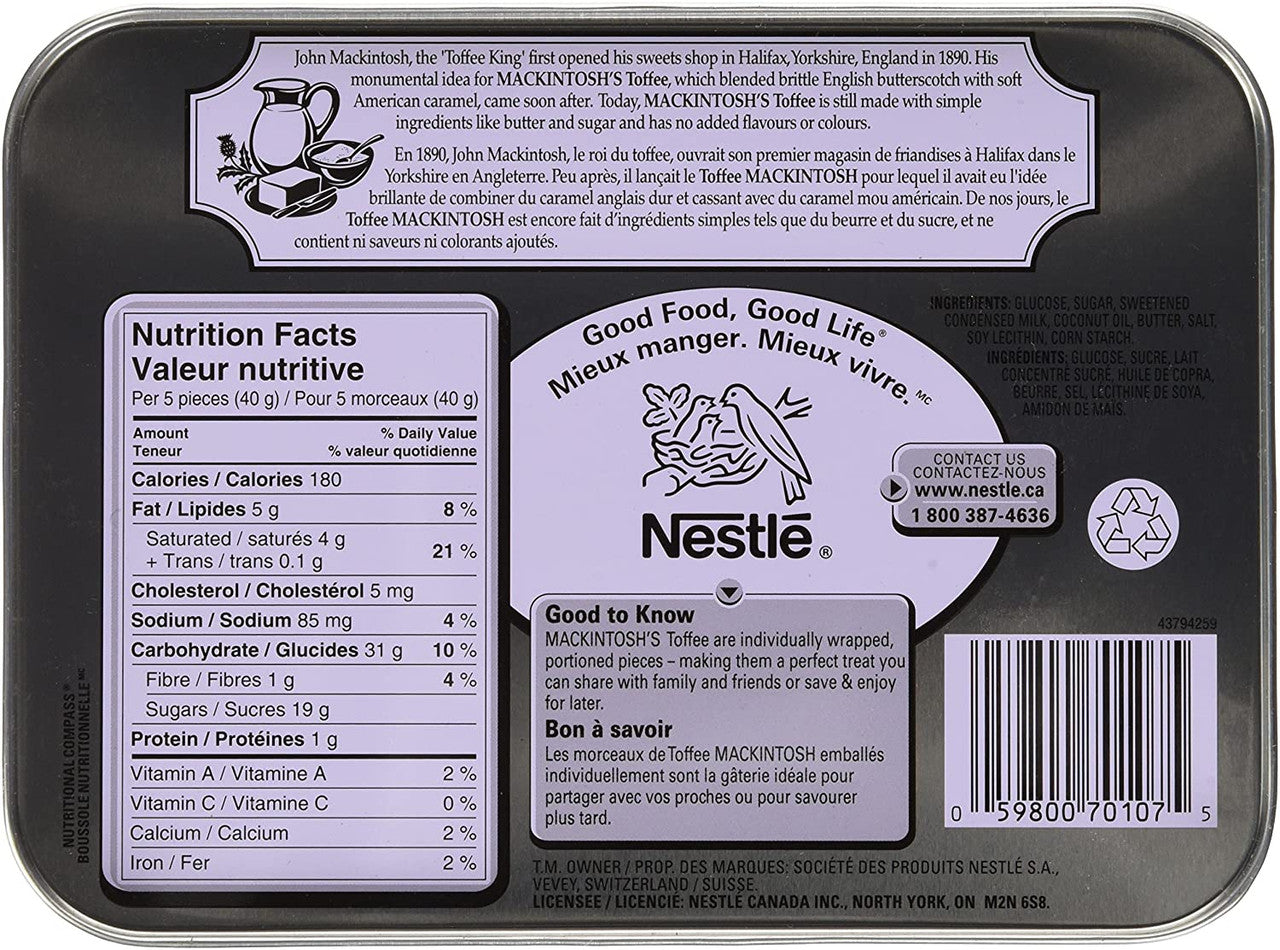 John Mackintosh, the 'Toffee King' first opened his sweets shop in Halifax, Yorkshire, England in 1890. His
monumental idea for MACKINTOSH'S Toffee, which blended brittle English butterscotch with soft
American caramel, came soon after. Today, MACKINTOSH'S Toffee is still made with simple
ingredients like butter and sugar and has no added flavours or colours.
En 1890, John Mackintosh, le roi du toffee, ouvrait son premier magasin de friandises à Halifax dans le
Yorkshire en Angleterre. Peu après, il lançait le Toffee MACKINTOSH pour lequel il avait eu l'idée
brillante de combiner du caramel anglais dur et cassant avec du caramel mou américain. De nos jours, le
Toffee MACKINTOSH est encore fait d'ingrédients simples tels que du beurre et du sucre, et ne
contient ni saveurs ni colorants ajoutés.
Nutrition Facts
Valeur nutritive
Per 5 pieces (40 g) / Pour 5 morceaux (40 g)
Amount % Daily Value
Teneur % valeur quotidienne
Calories / Calories 180
Fat / Lipides 5 g 8 %
Saturated / saturés 4 g
+ Trans / trans 0.1 g 21 %
Cholesterol / Cholestérol 5 mg
Sodium / Sodium 85 mg 4 %
Carbohydrate / Glucides 31 g 10 %
Fibre / Fibres 1 g 4 %
Sugars / Sucres 19 g
Protein / Protéines 1 g
Vitamin A / Vitamine A 2 %
Vitamin C / Vitamine C 0 %
Calcium / Calcium 2 %
Iron / Fer 2 %
NUTRITIONAL COMPASS®
BOUSSOLE NUTRITIONNELLE MC
Good Food, Good Life®
Mieux manger. Mieux vivre. MC
Nestlé®
INGREDIENTS: GLUCOSE, SUGAR, SWEETENED
CONDENSED MILK, COCONUT OIL, BUTTER, SALT,
SOY LECITHIN, CORN STARCH.
INGRÉDIENTS: GLUCOSE, SUCRE, LAIT
CONCENTRÉ SUCRÉ, HUILE DE COPRA,
BEURRE, SEL, LÉCITHINE DE SOYA,
AMIDON DE MAÏS.
CONTACT US
CONTACTEZ-NOUS
www.nestle.ca
1 800 387-4636
Good to Know
MACKINTOSH'S Toffee are individually wrapped,
portioned pieces – making them a perfect treat you
can share with family and friends or save & enjoy
for later.
Bon à savoir
Les morceaux de Toffee MACKINTOSH emballés
individuellement sont la gâterie idéale pour
partager avec vos proches ou pour savourer
plus tard.
43794259
0 59800 70107 5
T.M. OWNER / PROP. DES MARQUES: SOCIÉTÉ DES PRODUITS NESTLÉ S.A.,
VEVEY, SWITZERLAND / SUISSE.
LICENSEE / LICENCIÉ: NESTLÉ CANADA INC., NORTH YORK, ON M2N 6S8.